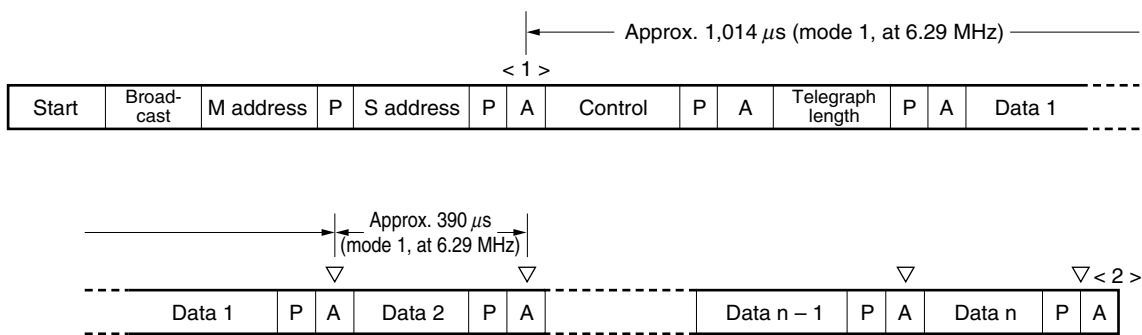 Approx. 1,014 μs (mode 1, at 6.29 MHz)
< 1 >
Start Broad-cast M address P S address P A Control P A Telegraph length P A Data 1
Approx. 390 μs
(mode 1, at 6.29 MHz)
< 2 >
Data 1 P A Data 2 P A Data n – 1 P A Data n P A